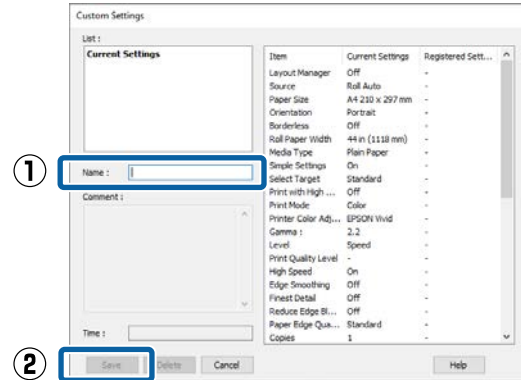 Custom Settings
List :
Current Settings
Item Current Settings Registered Sett...
Layout Manager Off -
Source Roll Auto -
Paper Size A4 210 x 297 mm -
Orientation Portrait -
Borderless Off -
Roll Paper Width 44 in (1118 mm) -
Media Type Plain Paper -
Simple Settings On -
Select Target Standard -
Print with High ... Off -
Print Mode Color -
Printer Color Adj... EPSON Vivid -
Gamma : 2.2 -
Level Speed -
Print Quality Level - -
High Speed On -
Edge Smoothing Off -
Finest Detail Off -
Reduce Edge Bl... Off -
Paper Edge Qua... Standard -
Copies 1 -
① Name :
Comment :
Time :
② Save Delete Cancel Help